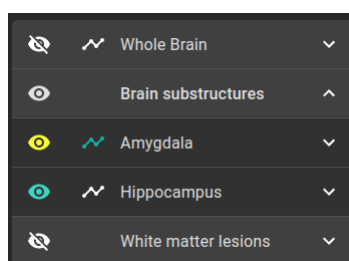 Whole Brain
Brain substructures
Amygdala
Hippocampus
White matter lesions